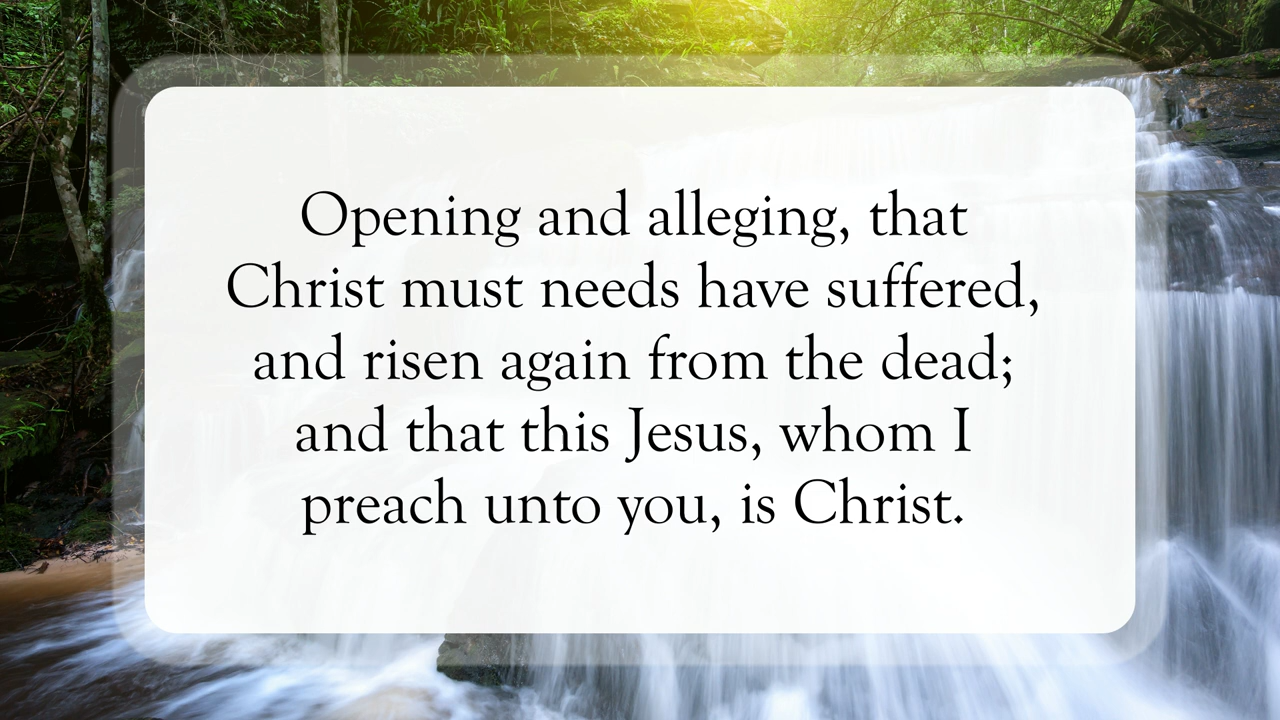 Opening and alleging, that
Christ must needs have suffered,
and risen again from the dead;
and that this Jesus, whom I
preach unto you, is Christ.